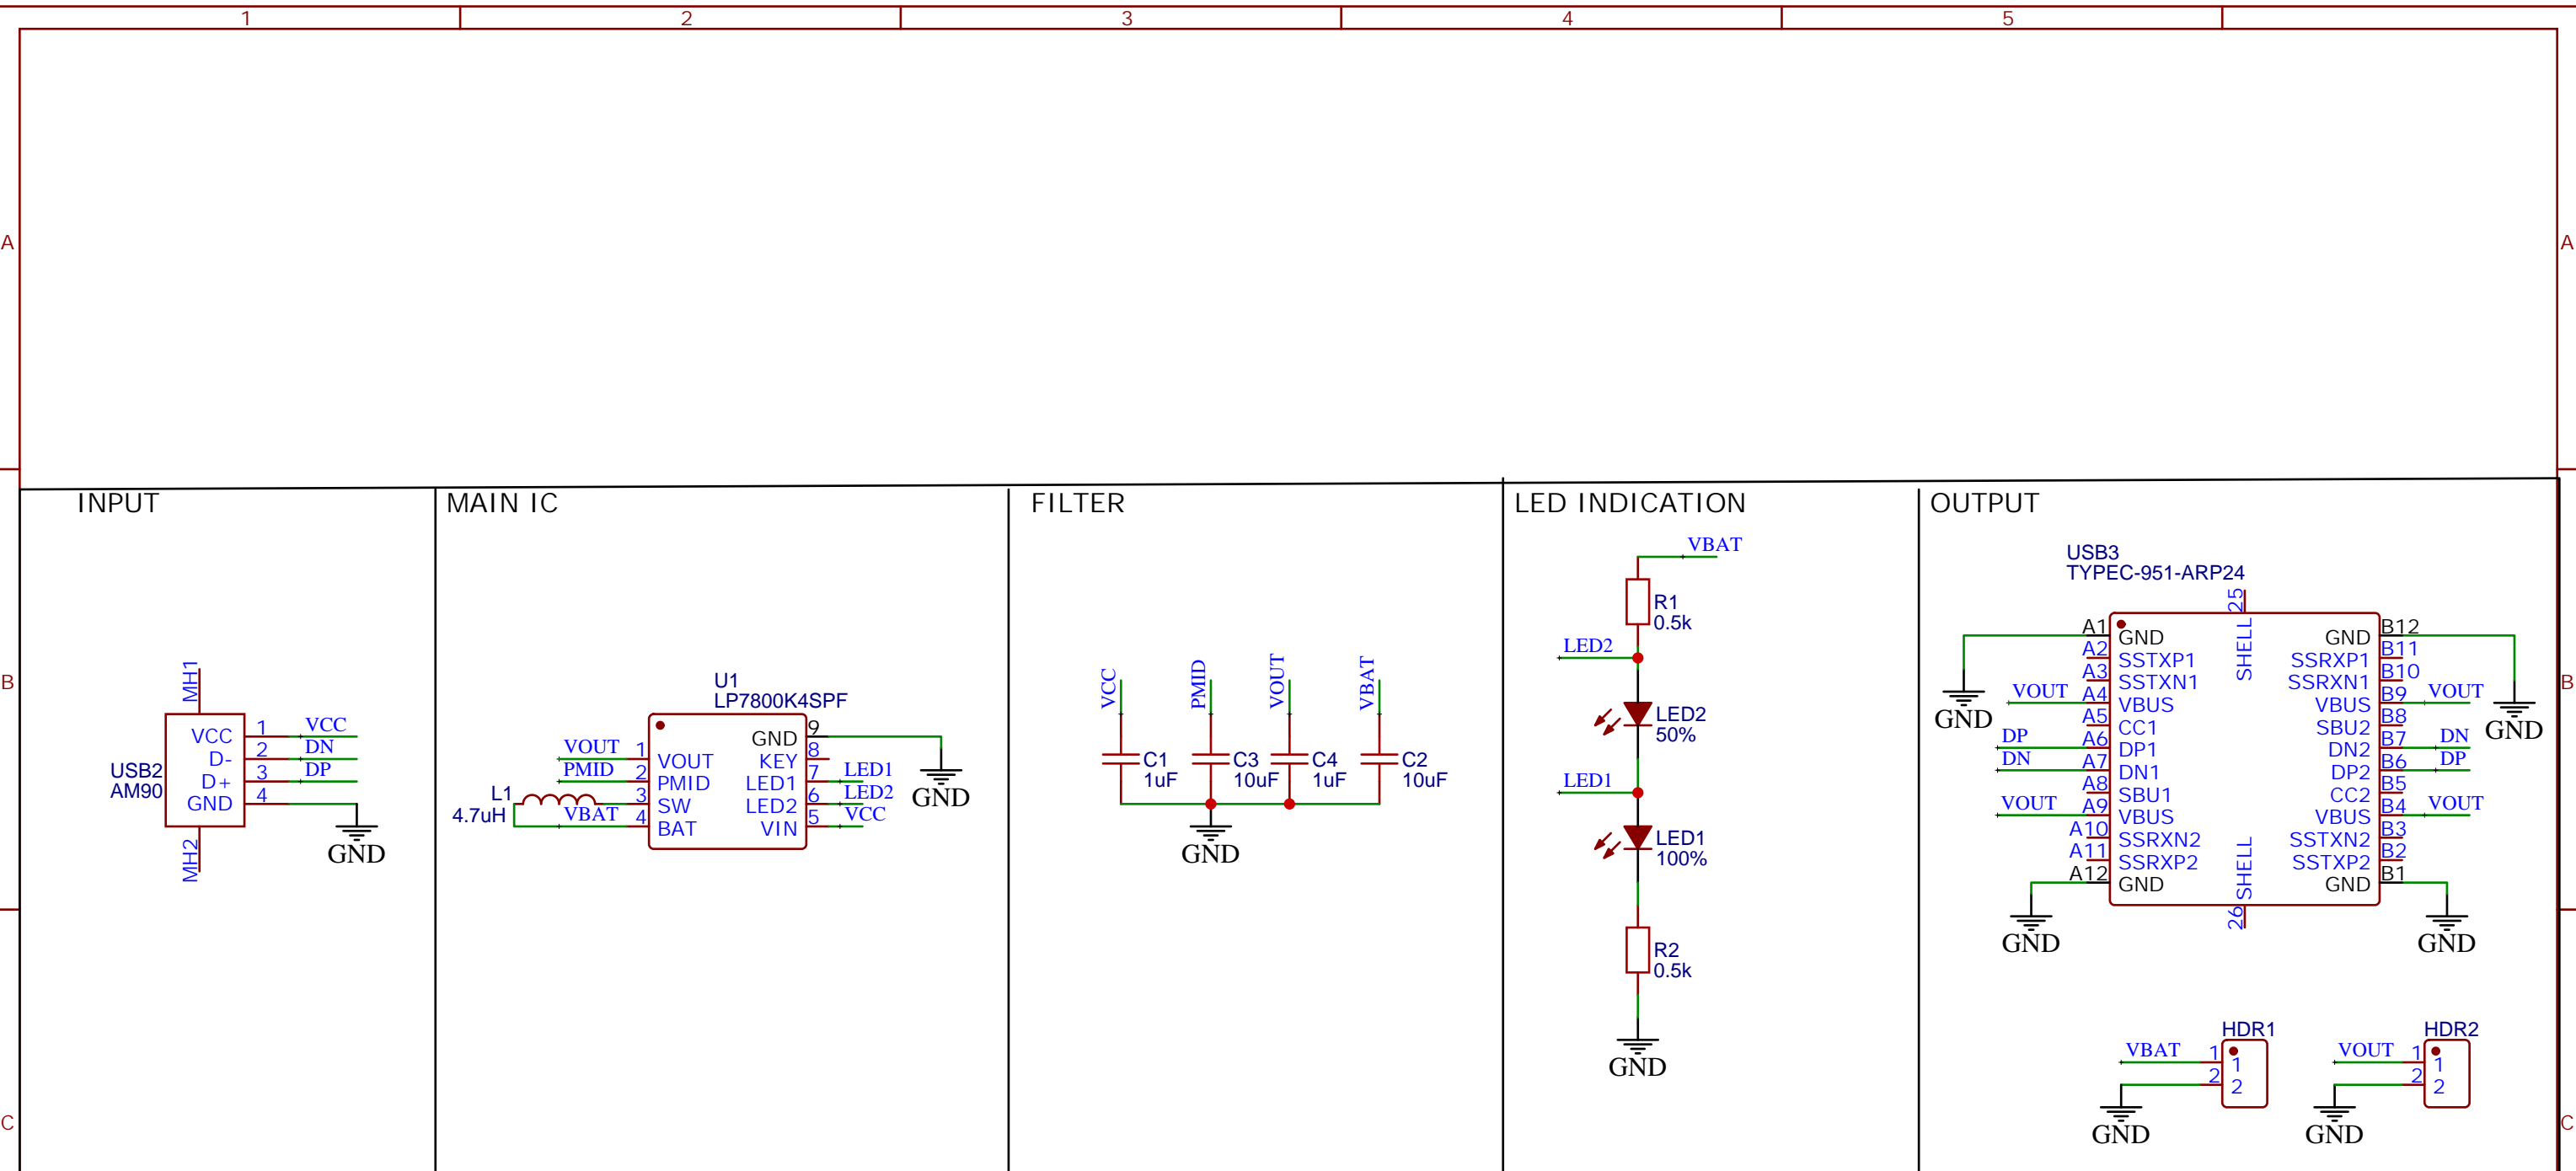 1 2 3 4 5
A A
INPUT MAIN IC FILTER LED INDICATION OUTPUT
B B
MH1
VCC 1 VCC
D- 2 DN
D+ 3 DP
GND 4
USB2
AM90
MH2
GND
U1
LP7800K4SPF
VOUT 1 VOUT
PMID 2 PMID
3 SW
VBAT 4 BAT
L1
4.7uH
GND 9
KEY 8
LED1 7 LED1
LED2 6 LED2
VIN 5 VCC
GND
VCC PMID VOUT VBAT
C1
1uF
C3
10uF
C4
1uF
C2
10uF
GND
VBAT
R1
0.5k
LED2
LED2
50%
LED1
LED1
100%
R2
0.5k
GND
USB3
TYPEC-951-ARP24
25 SHELL
A1 GND
A2 SSTXP1
A3 SSTXN1
VOUT A4 VBUS
A5 CC1
DP A6 DP1
DN A7 DN1
A8 SBU1
VOUT A9 VBUS
A10 SSRXN2
A11 SSRXP2
A12 GND
GND B12
SSRXP1 B11
SSRXN1 B10
VBUS B9 VOUT
SBU2 B8
DN2 B7 DN
DP2 B6 DP
CC2 B5
VBUS B4 VOUT
SSTXN2 B3
SSTXP2 B2
GND B1
26 SHELL
GND
GND
GND
GND
HDR1
VBAT 1 1
2 2
GND
HDR2
VOUT 1 1
2 2
GND
C C